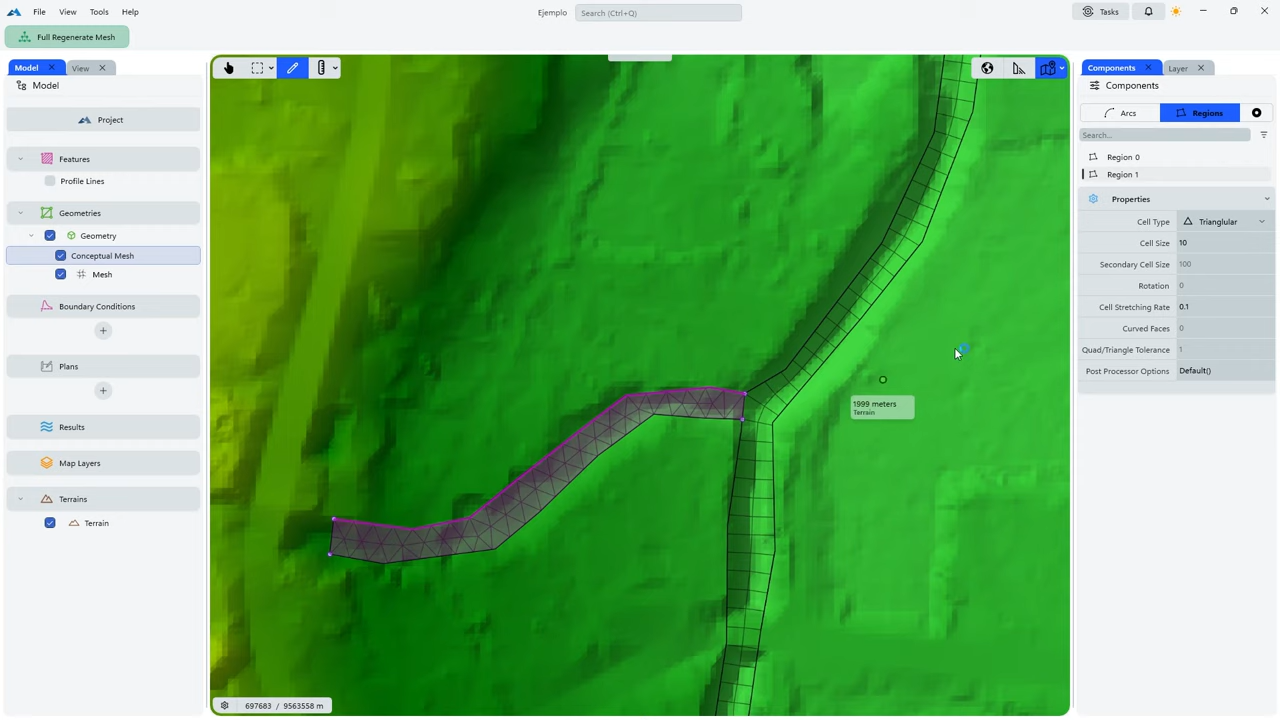 File
View
Tools
Help
Ejemplo
Search (Ctrl+Q)
Tasks
Full Regenerate Mesh
Model
View
Model
Project
Features
Profile Lines
Geometries
Geometry
Conceptual Mesh
Mesh
Boundary Conditions
Plans
Results
Map Layers
Terrains
Terrain
1999 meters
Terrain
697683 / 9563558 m
Components
Layer
Components
Arcs
Regions
Search...
Region 0
Region 1
Properties
Cell Type
Trianglular
Cell Size
10
Secondary Cell Size
100
Rotation
0
Cell Stretching Rate
0.1
Curved Faces
0
Quad/Triangle Tolerance
1
Post Processor Options
Default()